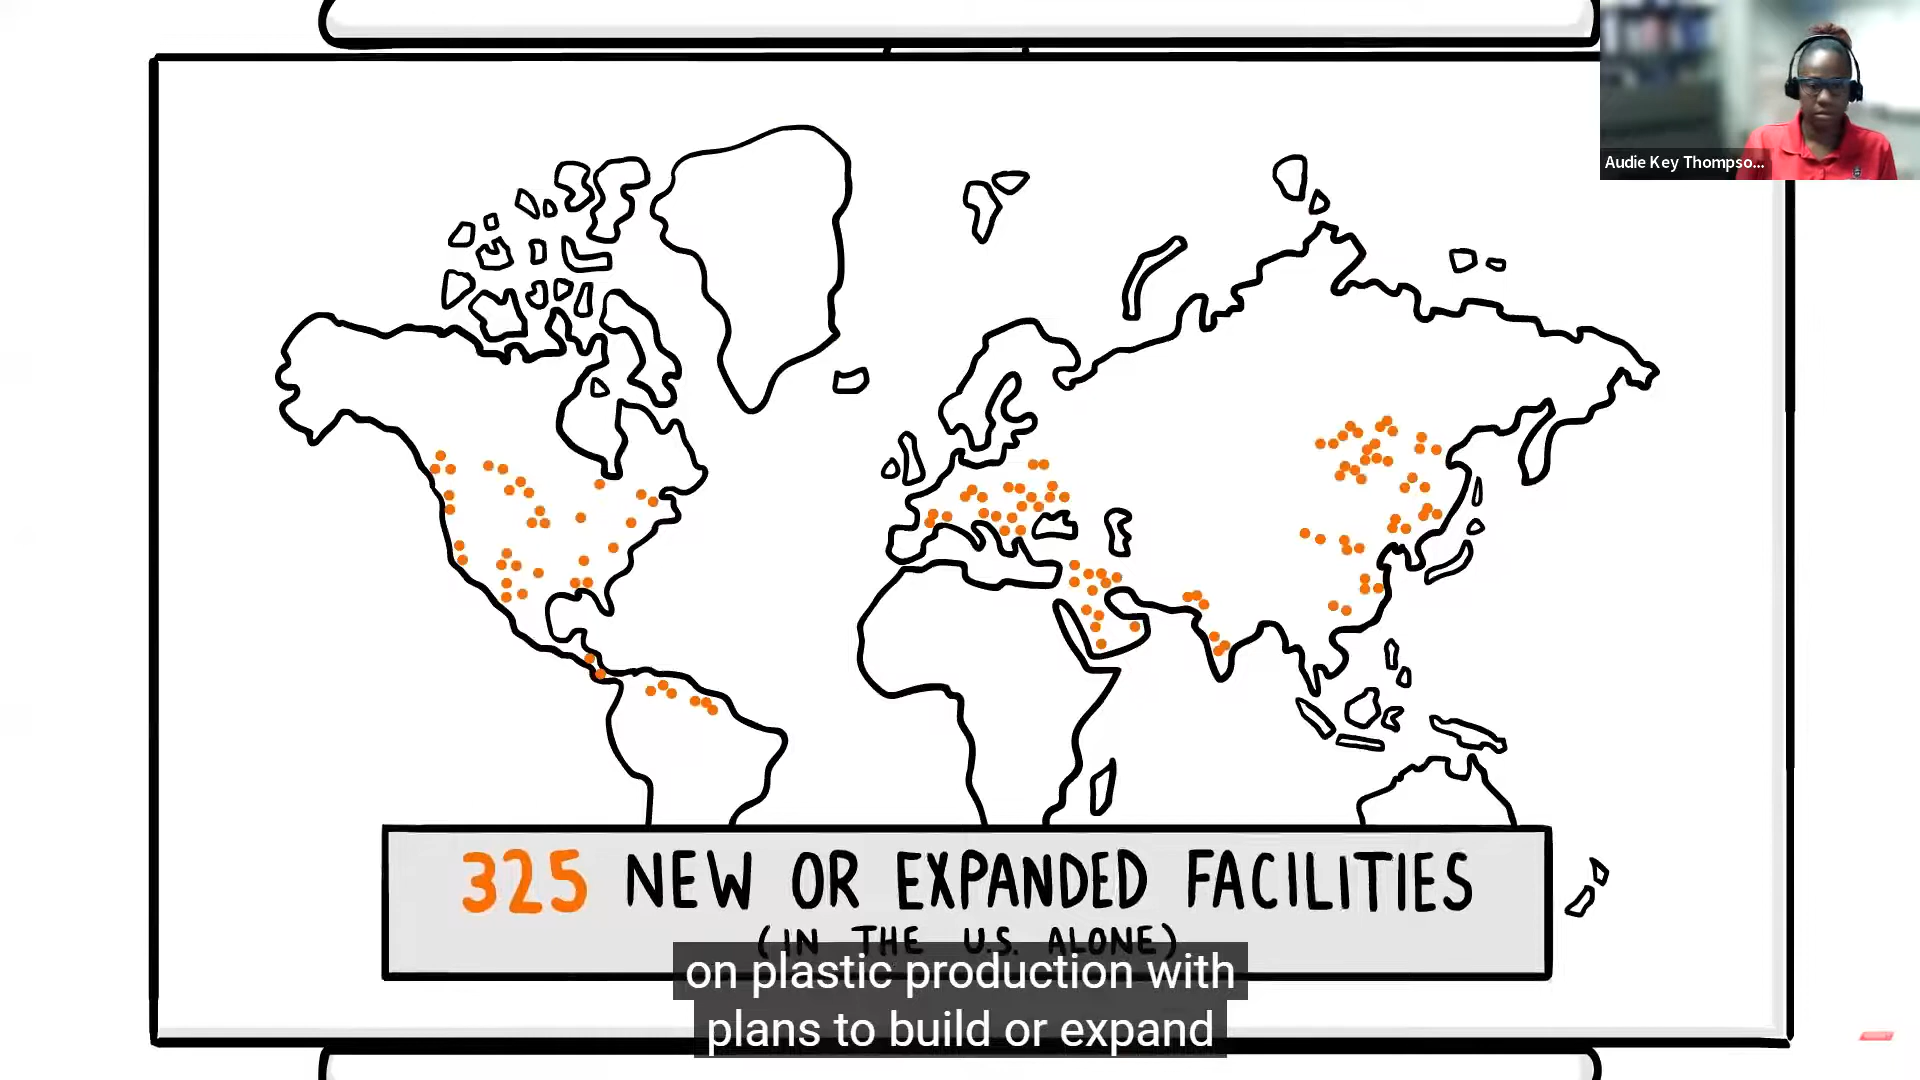 Audie Key Thompso...
325 NEW OR EXPANDED FACILITIES
(IN THE U.S. ALONE)
on plastic production with
plans to build or expand